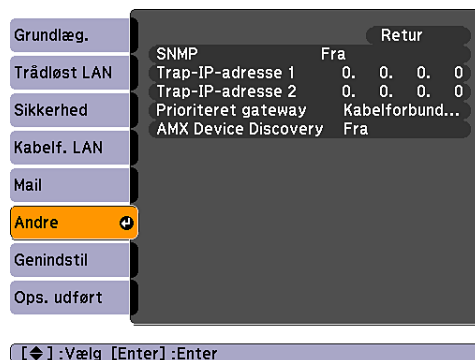 Grundlæg.
Trådløst LAN
Sikkerhed
Kabelf. LAN
Mail
Andre
Genindstil
Ops. udført
Retur
SNMP Fra
Trap-IP-adresse 1 0. 0. 0. 0
Trap-IP-adresse 2 0. 0. 0. 0
Prioriteret gateway Kabelforbund...
AMX Device Discovery Fra
[◆] :Vælg [Enter] :Enter